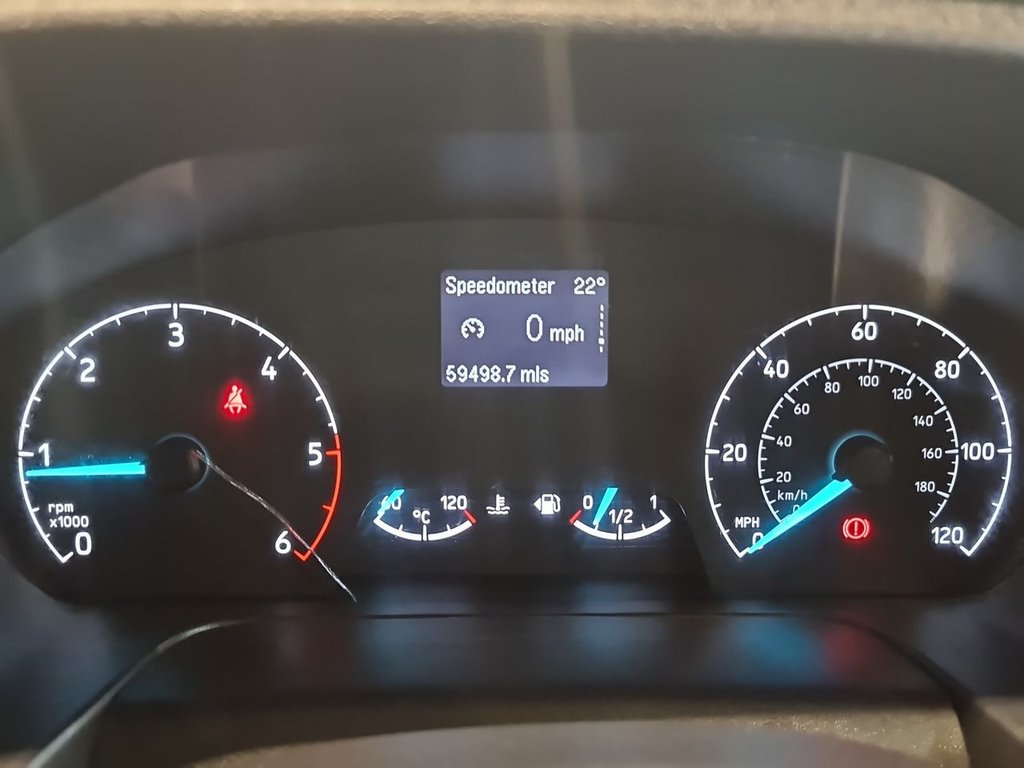 Speedometer 22°
0 mph
59498.7 mls
0 1 2 3 4 5 6
rpm
x1000
60 120
°C
0 1/2 1
0 20 40 60 80 100 120
MPH
20 40 60 80 100 120 140 160 180
km/h
0